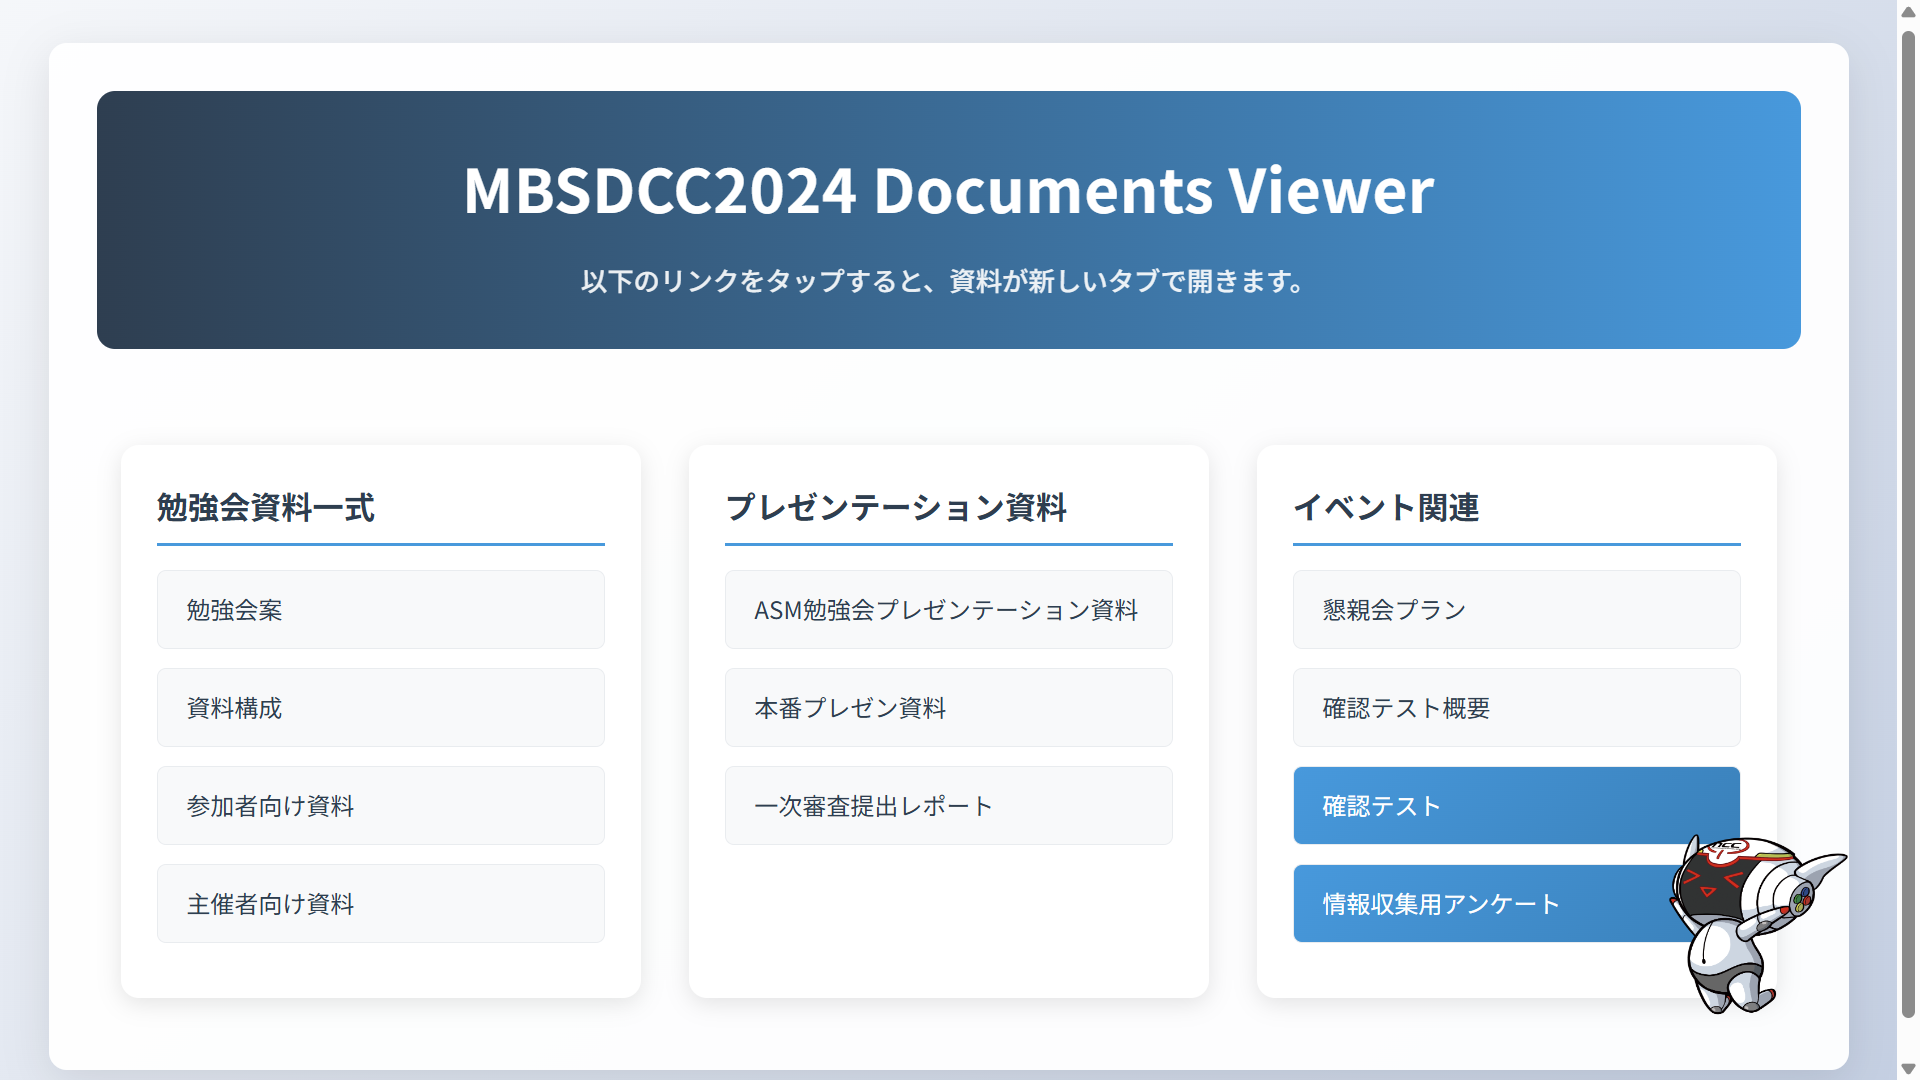 MBSDCC2024 Documents Viewer
以下のリンクをタップすると、資料が新しいタブで開きます。
勉強会資料一式
勉強会案
資料構成
参加者向け資料
主催者向け資料
プレゼンテーション資料
ASM勉強会プレゼンテーション資料
本番プレゼン資料
一次審査提出レポート
イベント関連
懇親会プラン
確認テスト概要
確認テスト
情報収集用アンケート